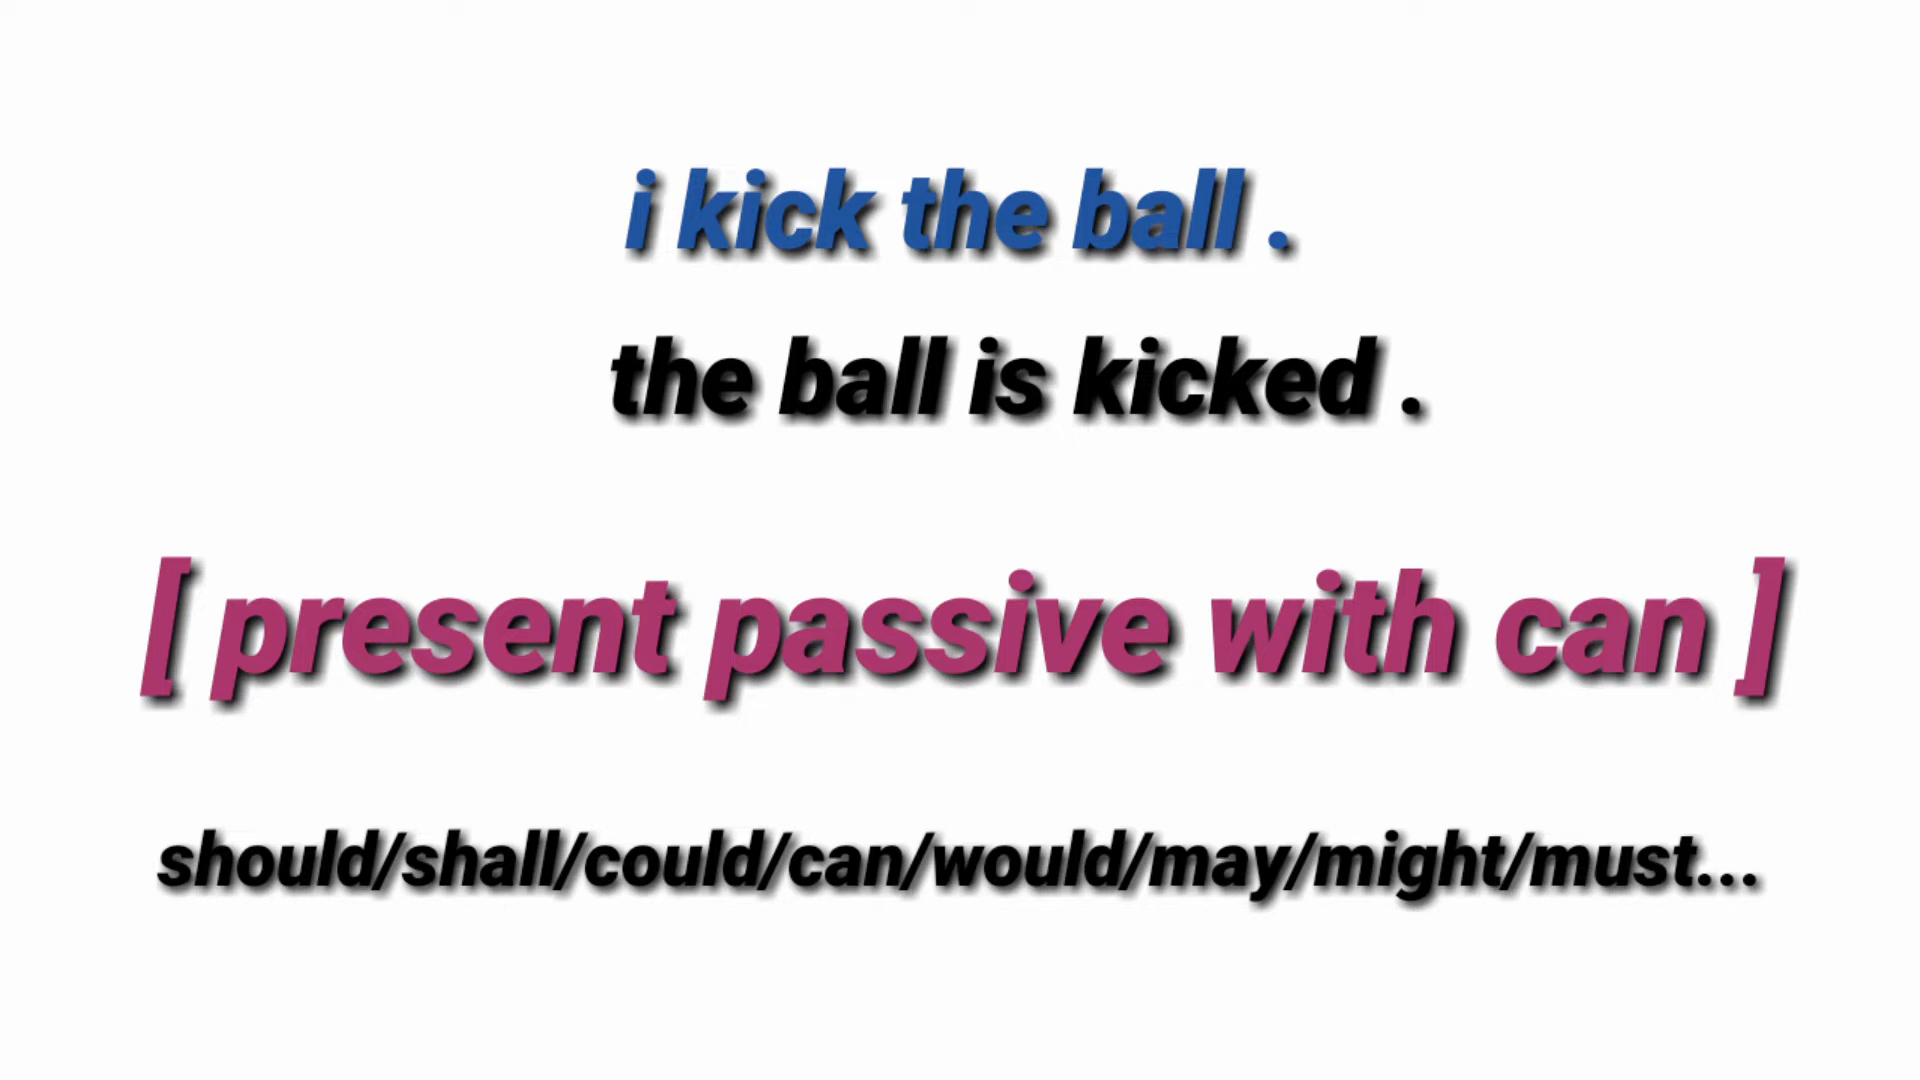 i kick the ball .
the ball is kicked .
[ present passive with can ]
should/shall/could/can/would/may/might/must...